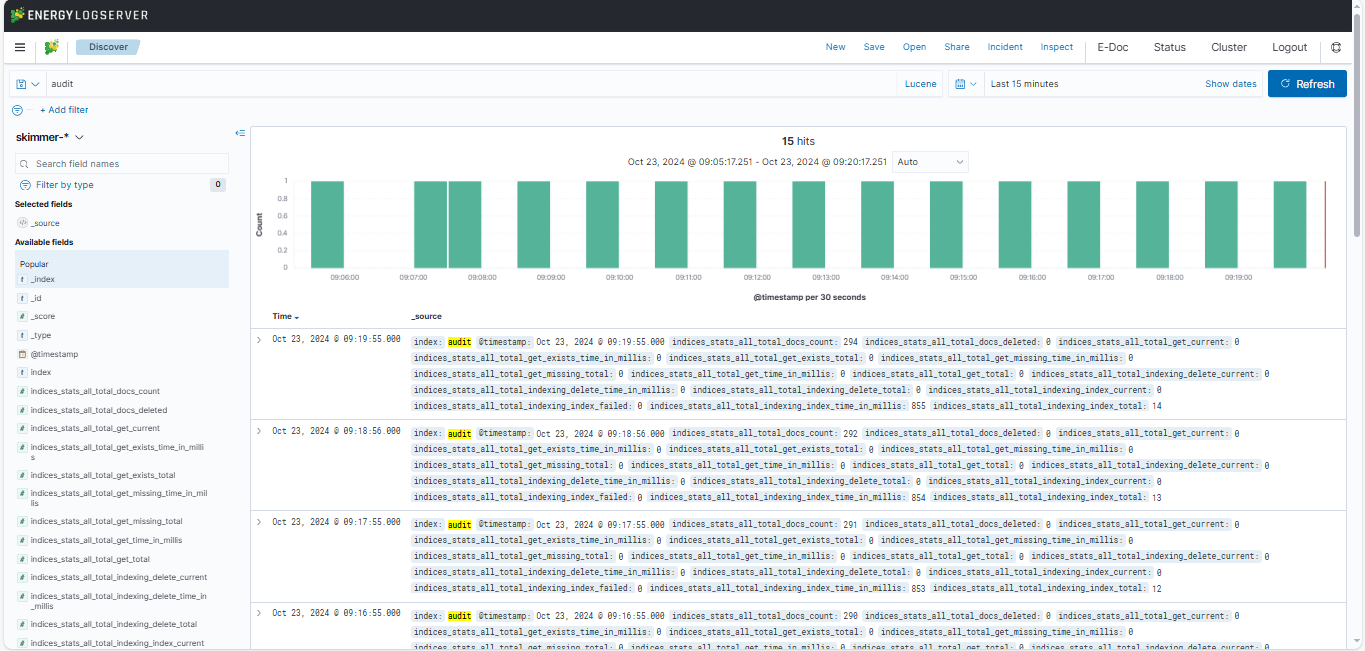 ENERGYLOGSERVER
Discover
New Save Open Share Incident Inspect E-Doc Status Cluster Logout
audit Lucene Last 15 minutes Show dates Refresh
+ Add filter
skimmer-*
Search field names
Filter by type 0
Selected fields
_source
Available fields
Popular
t _index
t _id
# _score
t _type
@timestamp
t index
# indices_stats_all_total_docs_count
# indices_stats_all_total_docs_deleted
# indices_stats_all_total_get_current
# indices_stats_all_total_get_exists_time_in_milli
s
# indices_stats_all_total_get_exists_total
# indices_stats_all_total_get_missing_time_in_mil
lis
# indices_stats_all_total_get_missing_total
# indices_stats_all_total_get_time_in_millis
# indices_stats_all_total_get_total
# indices_stats_all_total_indexing_delete_current
# indices_stats_all_total_indexing_delete_time_in
_millis
# indices_stats_all_total_indexing_delete_total
# indices_stats_all_total_indexing_index_current
15 hits
Oct 23, 2024 @ 09:05:17.251 - Oct 23, 2024 @ 09:20:17.251 Auto
Count
1
0.8
0.6
0.4
0.2
0
09:06:00 09:07:00 09:08:00 09:09:00 09:10:00 09:11:00 09:12:00 09:13:00 09:14:00 09:15:00 09:16:00 09:17:00 09:18:00 09:19:00
@timestamp per 30 seconds
Time _source
Oct 23, 2024 @ 09:19:55.000 index: audit @timestamp: Oct 23, 2024 @ 09:19:55.000 indices_stats_all_total_docs_count: 294 indices_stats_all_total_docs_deleted: 0 indices_stats_all_total_get_current: 0
indices_stats_all_total_get_exists_time_in_millis: 0 indices_stats_all_total_get_exists_total: 0 indices_stats_all_total_get_missing_time_in_millis: 0
indices_stats_all_total_get_missing_total: 0 indices_stats_all_total_get_time_in_millis: 0 indices_stats_all_total_get_total: 0 indices_stats_all_total_indexing_delete_current: 0
indices_stats_all_total_indexing_delete_time_in_millis: 0 indices_stats_all_total_indexing_delete_total: 0 indices_stats_all_total_indexing_index_current: 0
indices_stats_all_total_indexing_index_failed: 0 indices_stats_all_total_indexing_index_time_in_millis: 855 indices_stats_all_total_indexing_index_total: 14
Oct 23, 2024 @ 09:18:56.000 index: audit @timestamp: Oct 23, 2024 @ 09:18:56.000 indices_stats_all_total_docs_count: 292 indices_stats_all_total_docs_deleted: 0 indices_stats_all_total_get_current: 0
indices_stats_all_total_get_exists_time_in_millis: 0 indices_stats_all_total_get_exists_total: 0 indices_stats_all_total_get_missing_time_in_millis: 0
indices_stats_all_total_get_missing_total: 0 indices_stats_all_total_get_time_in_millis: 0 indices_stats_all_total_get_total: 0 indices_stats_all_total_indexing_delete_current: 0
indices_stats_all_total_indexing_delete_time_in_millis: 0 indices_stats_all_total_indexing_delete_total: 0 indices_stats_all_total_indexing_index_current: 0
indices_stats_all_total_indexing_index_failed: 0 indices_stats_all_total_indexing_index_time_in_millis: 854 indices_stats_all_total_indexing_index_total: 13
Oct 23, 2024 @ 09:17:55.000 index: audit @timestamp: Oct 23, 2024 @ 09:17:55.000 indices_stats_all_total_docs_count: 291 indices_stats_all_total_docs_deleted: 0 indices_stats_all_total_get_current: 0
indices_stats_all_total_get_exists_time_in_millis: 0 indices_stats_all_total_get_exists_total: 0 indices_stats_all_total_get_missing_time_in_millis: 0
indices_stats_all_total_get_missing_total: 0 indices_stats_all_total_get_time_in_millis: 0 indices_stats_all_total_get_total: 0 indices_stats_all_total_indexing_delete_current: 0
indices_stats_all_total_indexing_delete_time_in_millis: 0 indices_stats_all_total_indexing_delete_total: 0 indices_stats_all_total_indexing_index_current: 0
indices_stats_all_total_indexing_index_failed: 0 indices_stats_all_total_indexing_index_time_in_millis: 853 indices_stats_all_total_indexing_index_total: 12
Oct 23, 2024 @ 09:16:55.000 index: audit @timestamp: Oct 23, 2024 @ 09:16:55.000 indices_stats_all_total_docs_count: 290 indices_stats_all_total_docs_deleted: 0 indices_stats_all_total_get_current: 0
indices_stats_all_total_get_exists_time_in_millis: 0 indices_stats_all_total_get_exists_total: 0 indices_stats_all_total_get_missing_time_in_millis: 0